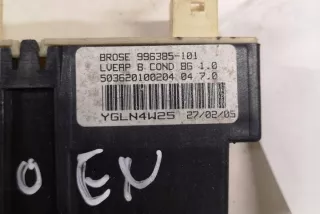 BROSE 996385-101
LVEAP B COND BG 1.0
503620100204 04 7.0
YGLN4W25 27/02/05
O EN